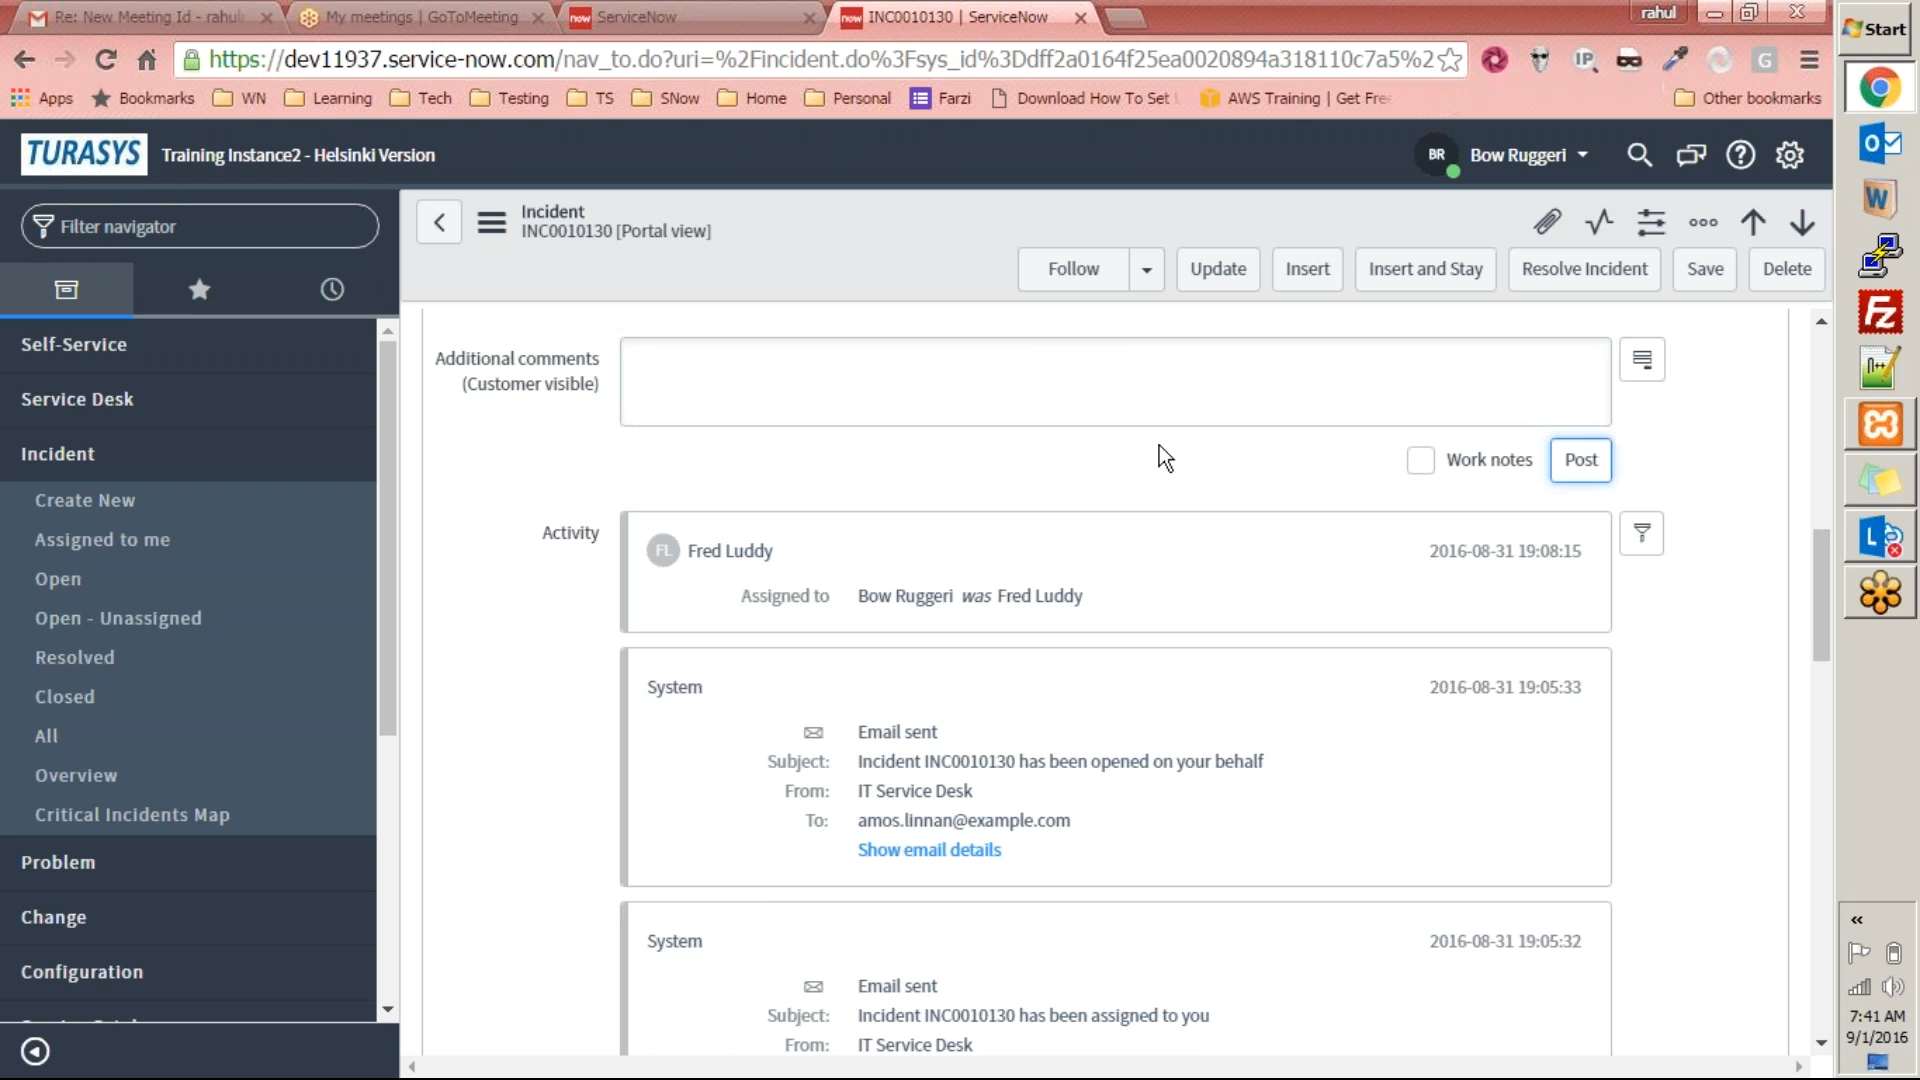 Re: New Meeting Id - rahul
My meetings | GoToMeeting
now ServiceNow
now INC0010130 | ServiceNow
rahul
Start
https://dev11937.service-now.com/nav_to.do?uri=%2Fincident.do%3Fsys_id%3Ddff2a0164f25ea0020894a318110c7a5%2
Apps
Bookmarks
WN
Learning
Tech
Testing
TS
SNow
Home
Personal
Farzi
Download How To Set
AWS Training | Get Fre
Other bookmarks
TURASYS
Training Instance2 - Helsinki Version
BR
Bow Ruggeri
Filter navigator
Incident
INC0010130 [Portal view]
Follow
Update
Insert
Insert and Stay
Resolve Incident
Save
Delete
Self-Service
Service Desk
Incident
Create New
Assigned to me
Open
Open - Unassigned
Resolved
Closed
All
Overview
Critical Incidents Map
Problem
Change
Configuration
Additional comments
(Customer visible)
Work notes
Post
Activity
FL Fred Luddy
2016-08-31 19:08:15
Assigned to Bow Ruggeri was Fred Luddy
System
2016-08-31 19:05:33
Email sent
Subject: Incident INC0010130 has been opened on your behalf
From: IT Service Desk
To: amos.linnan@example.com
Show email details
System
2016-08-31 19:05:32
Email sent
Subject: Incident INC0010130 has been assigned to you
From: IT Service Desk
7:41 AM
9/1/2016